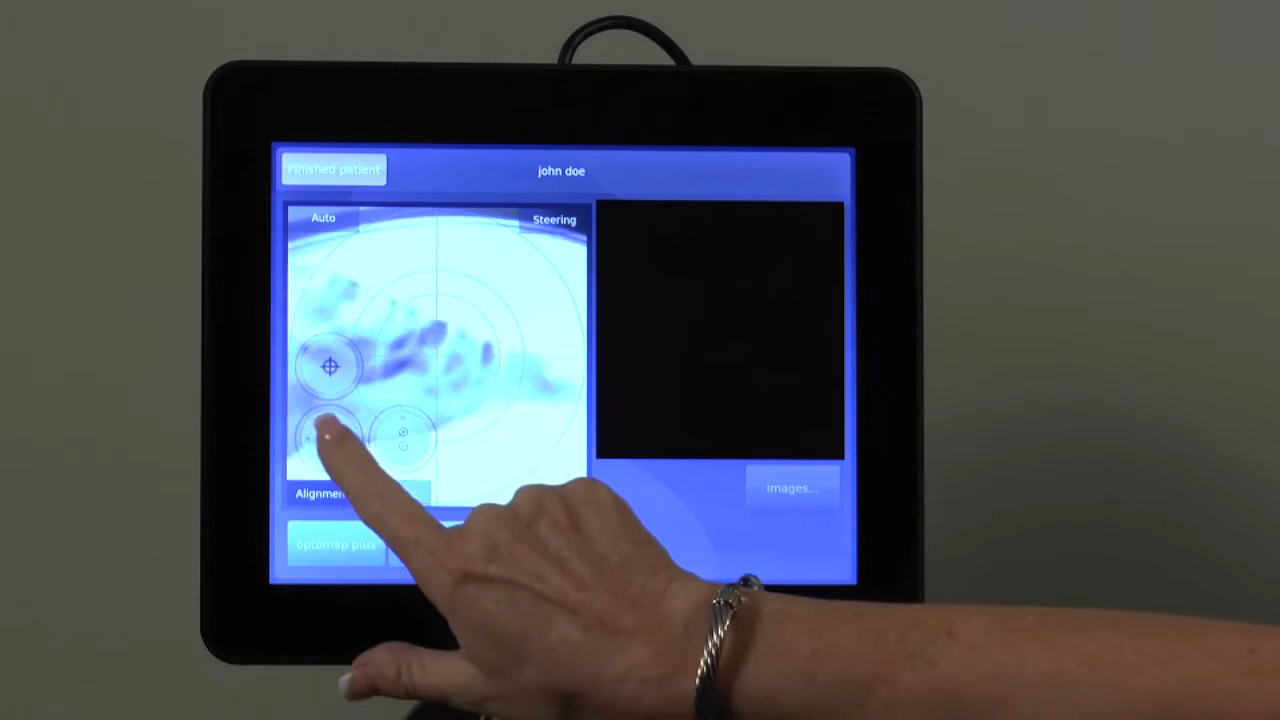 Finished patient
john doe
Auto
Steering
Images...
optomap plus